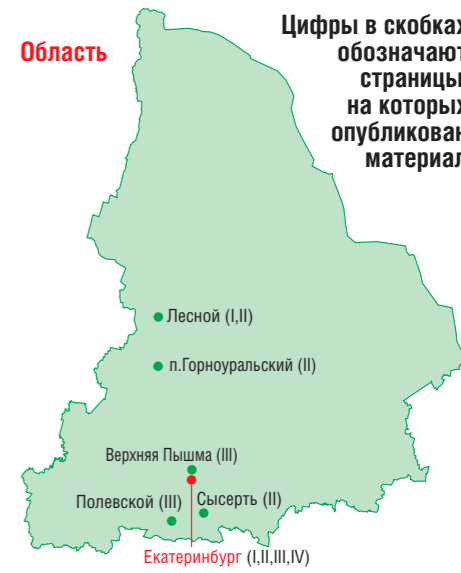 Область
Цифры в скобках
обозначают
страницы,
на которых
опубликован
материал
Лесной (I,II)
п.Горноуральский (II)
Верхняя Пышма (III)
Полевской (III)
Сысерть (II)
Екатеринбург (I,II,III,IV)